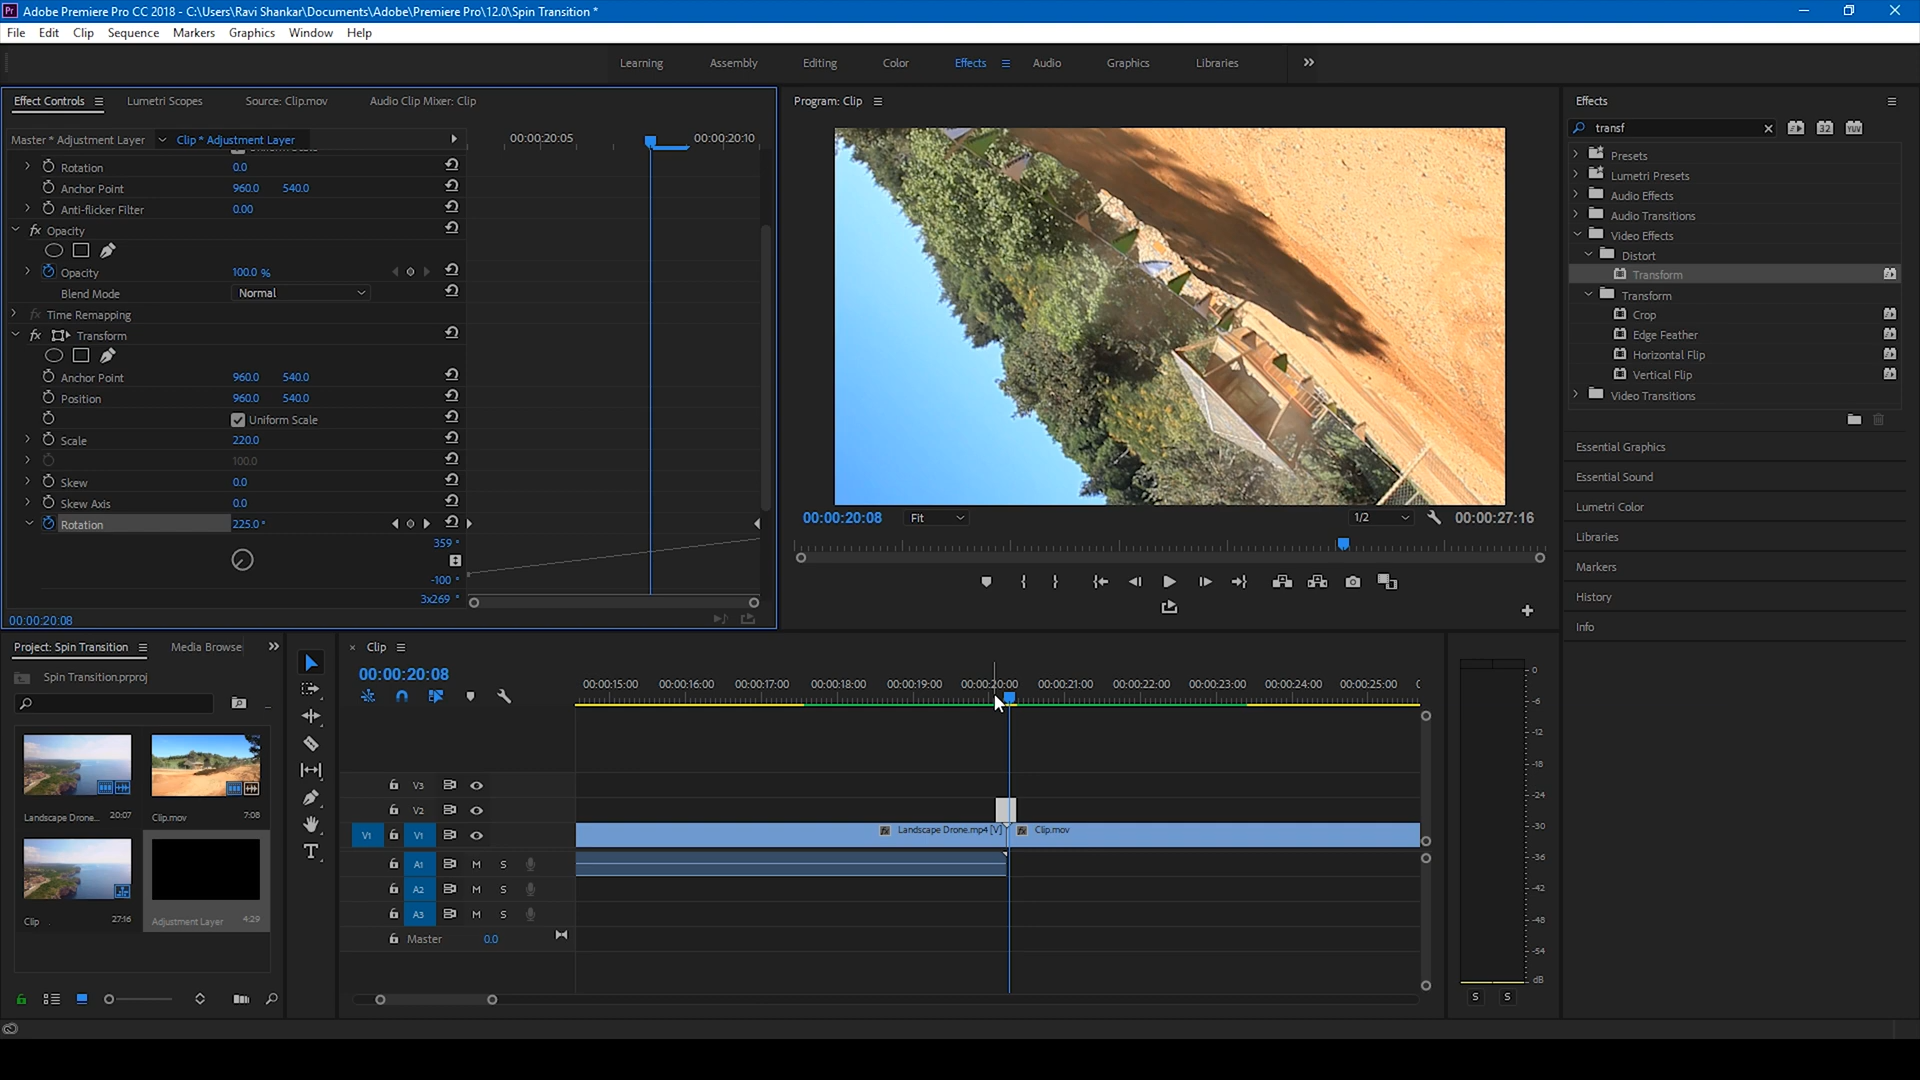 Adobe Premiere Pro CC 2018 - C:\Users\Ravi Shankar\Documents\Adobe\Premiere Pro\12.0\Spin Transition *
File Edit Clip Sequence Markers Graphics Window Help
Learning Assembly Editing Color Effects Audio Graphics Libraries
Effect Controls Lumetri Scopes Source: Clip.mov Audio Clip Mixer: Clip
Master * Adjustment Layer Clip * Adjustment Layer 00:00:20:05 00:00:20:10
Rotation 0.0
Anchor Point 960.0 540.0
Anti-flicker Filter 0.00
fx Opacity
Opacity 100.0 %
Blend Mode Normal
fx Time Remapping
fx Transform
Anchor Point 960.0 540.0
Position 960.0 540.0
Uniform Scale
Scale 220.0
100.0
Skew 0.0
Skew Axis 0.0
Rotation 225.0 °
359 °
-100 °
3x269 °
00:00:20:08
Program: Clip
00:00:20:08 Fit 1/2 00:00:27:16
Effects
transf
32 YUV
Presets
Lumetri Presets
Audio Effects
Audio Transitions
Video Effects
Distort
Transform
Transform
Crop
Edge Feather
Horizontal Flip
Vertical Flip
Video Transitions
Essential Graphics
Essential Sound
Lumetri Color
Libraries
Markers
History
Info
Project: Spin Transition Media Browse
Spin Transition.prproj
Landscape Drone... 20:07 Clip.mov 7:08
Clip 27:16 Adjustment Layer 4:29
Clip
00:00:20:08
00:00:15:00 00:00:16:00 00:00:17:00 00:00:18:00 00:00:19:00 00:00:20:00 00:00:21:00 00:00:22:00 00:00:23:00 00:00:24:00 00:00:25:00
V3
V2
V1 V1 Landscape Drone.mp4 [V] Clip.mov
A1 M S
A2 M S
A3 M S
Master 0.0
0
-6
-12
-18
-24
-30
-36
-42
-48
-54
dB
S S